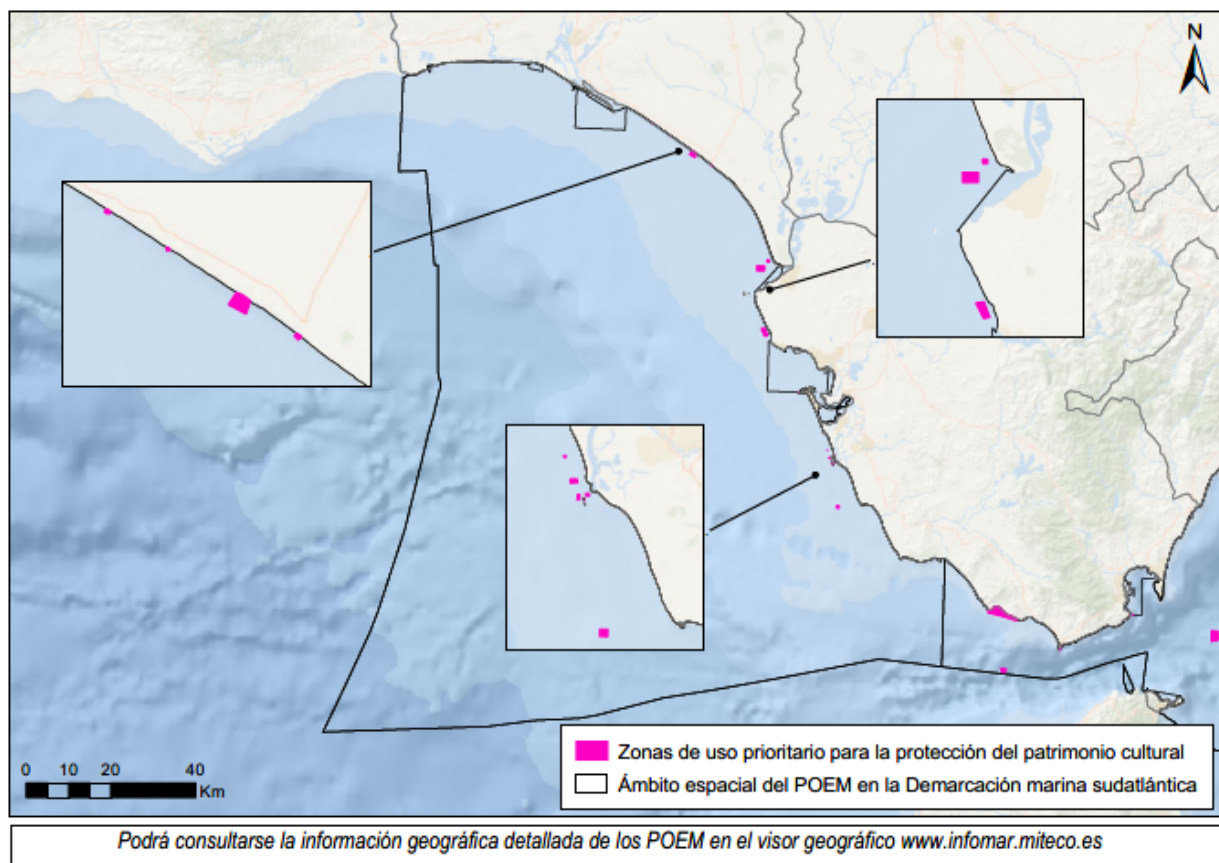 N
0 10 20 40
Km
Zonas de uso prioritario para la protección del patrimonio cultural
Ámbito espacial del POEM en la Demarcación marina sudatlántica
Podrá consultarse la información geográfica detallada de los POEM en el visor geográfico www.infomar.miteco.es